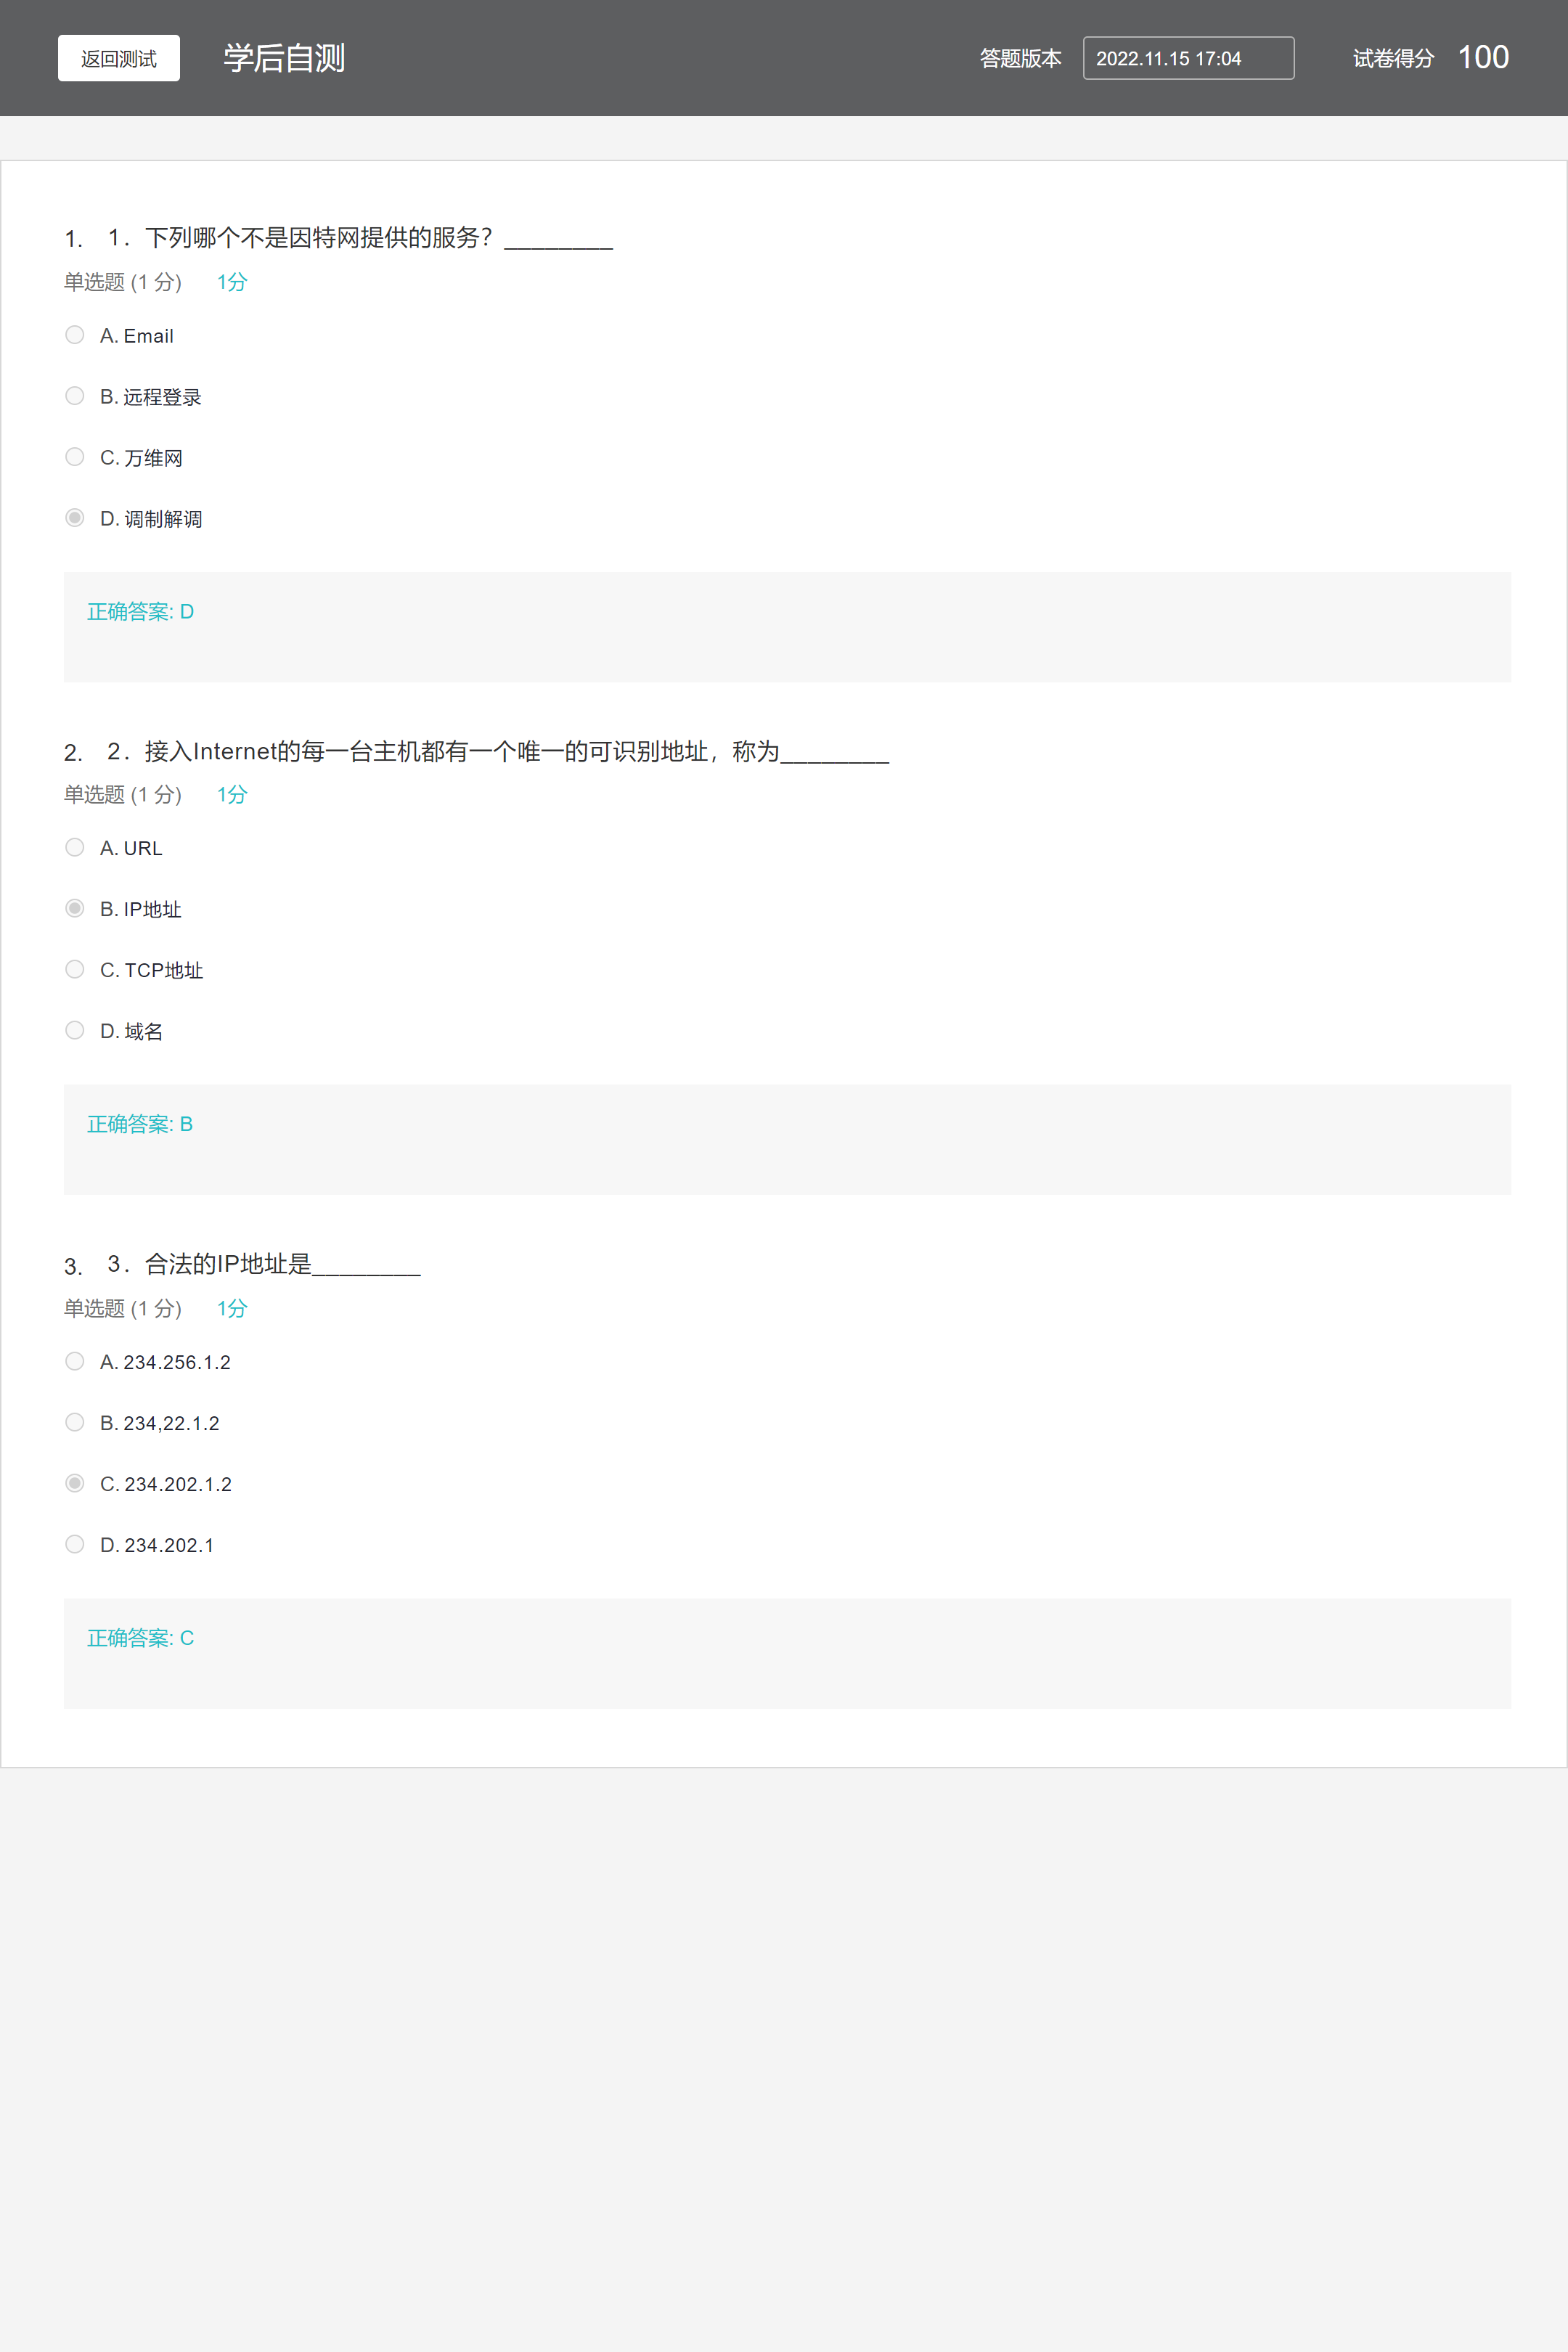 返回测试 学后自测 答题版本 2022.11.15 17:04 试卷得分 100
1. 1．下列哪个不是因特网提供的服务？________
单选题 (1 分) 1分
A. Email
B. 远程登录
C. 万维网
D. 调制解调
正确答案: D
2. 2．接入Internet的每一台主机都有一个唯一的可识别地址，称为________
单选题 (1 分) 1分
A. URL
B. IP地址
C. TCP地址
D. 域名
正确答案: B
3. 3．合法的IP地址是________
单选题 (1 分) 1分
A. 234.256.1.2
B. 234,22.1.2
C. 234.202.1.2
D. 234.202.1
正确答案: C